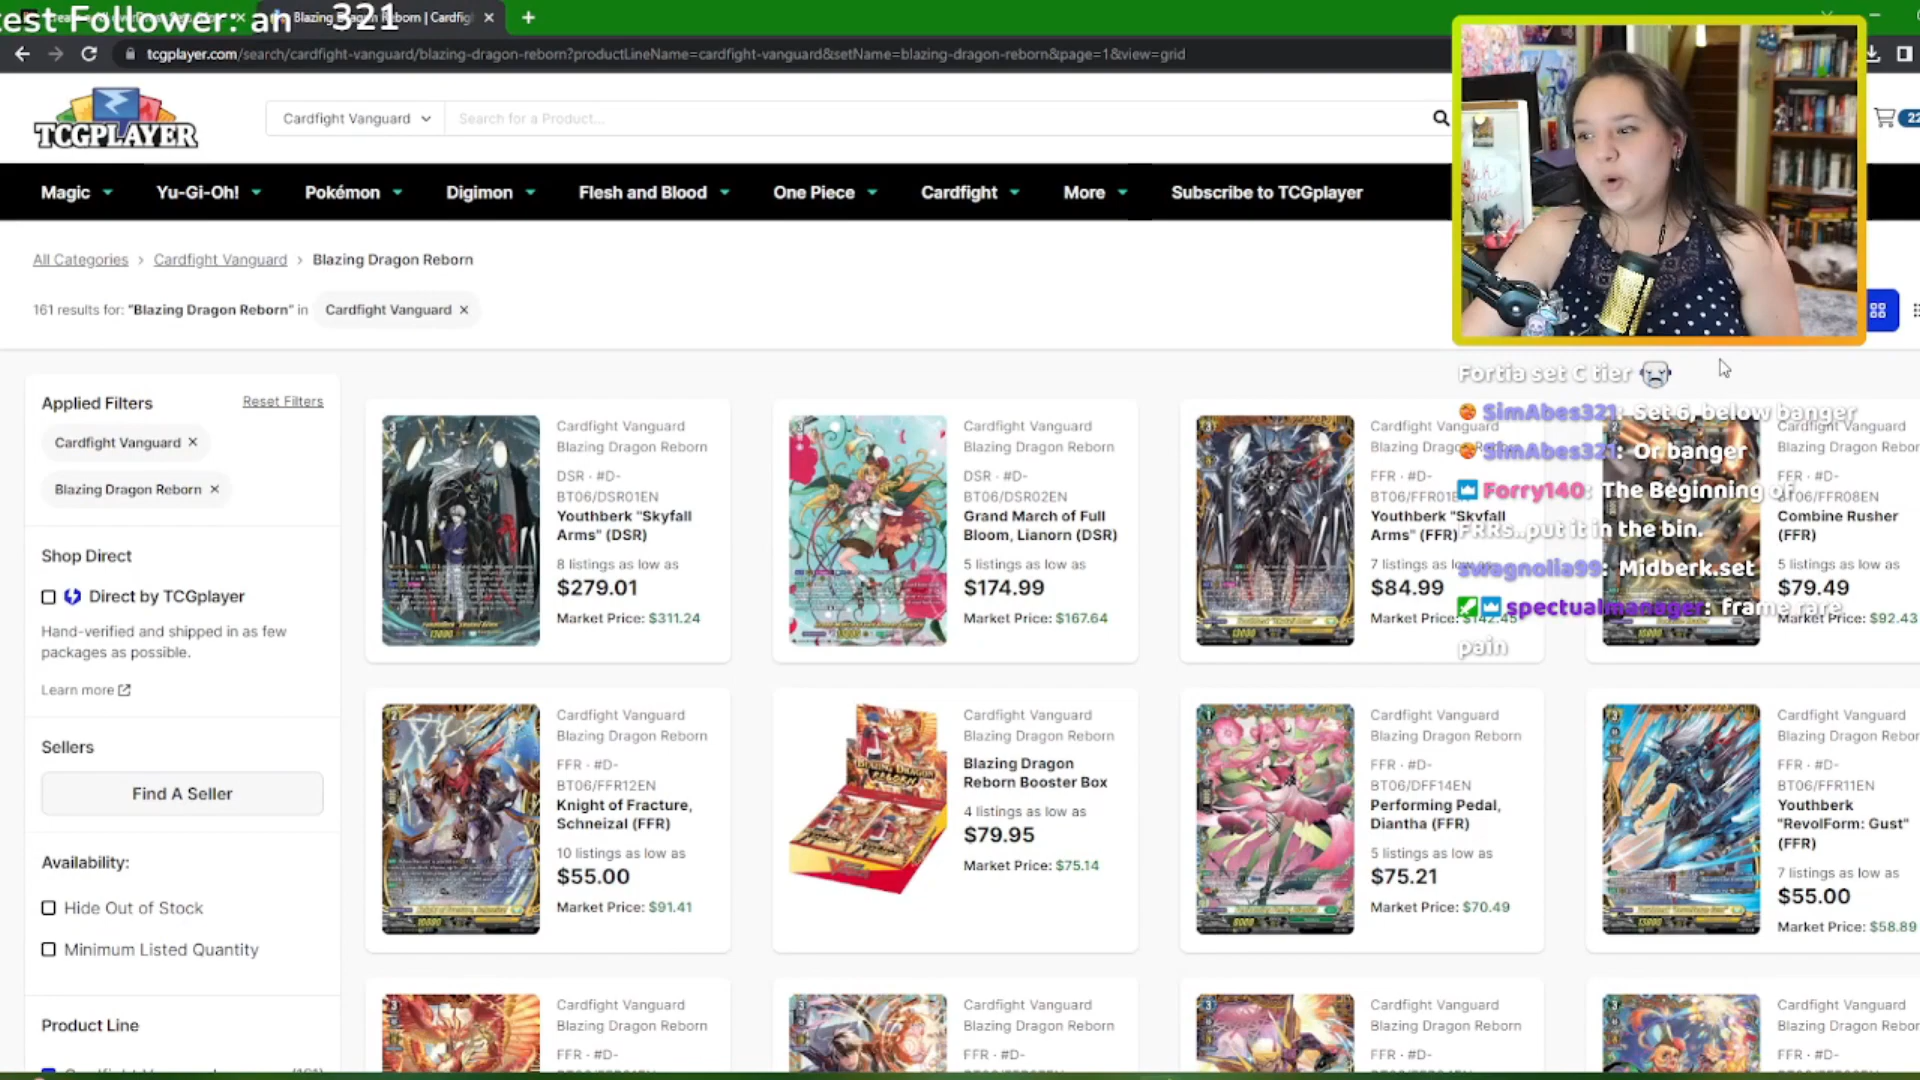 test Follower: an
321
Blazing Dragon Reborn | Cardfig
tcgplayer.com/search/cardfight-vanguard/blazing-dragon-reborn?productLineName=cardfight-vanguard&setName=blazing-dragon-reborn&page=1&view=grid
TCGPLAYER
Cardfight Vanguard
Search for a Product...
22
Magic
Yu-Gi-Oh!
Pokémon
Digimon
Flesh and Blood
One Piece
Cardfight
More
Subscribe to TCGplayer
All Categories > Cardfight Vanguard > Blazing Dragon Reborn
161 results for: "Blazing Dragon Reborn" in Cardfight Vanguard ×
Applied Filters
Reset Filters
Cardfight Vanguard ×
Blazing Dragon Reborn ×
Shop Direct
Direct by TCGplayer
Hand-verified and shipped in as few
packages as possible.
Learn more
Sellers
Find A Seller
Availability:
Hide Out of Stock
Minimum Listed Quantity
Product Line
Cardfight Vanguard
Blazing Dragon Reborn
DSR · #D-
BT06/DSR01EN
Youthberk "Skyfall
Arms" (DSR)
8 listings as low as
$279.01
Market Price: $311.24
Cardfight Vanguard
Blazing Dragon Reborn
DSR · #D-
BT06/DSR02EN
Grand March of Full
Bloom, Lianorn (DSR)
5 listings as low as
$174.99
Market Price: $167.64
Cardfight Vanguard
Blazing Dragon
FFR · #D-
BT06/FFR01EN
Youthberk "Skyfall
Arms" (FFR)
7 listings as low as
$84.99
Market Price: $142.45
Cardfight Vanguard
Blazing Dragon Rebor
FFR · #D-
BT06/FFR08EN
Combine Rusher
(FFR)
5 listings as low as
$79.49
Market Price: $92.43
Fortia set C tier
SimAbes321: Set 6, below banger
SimAbes321: Or banger
Forry140: The Beginning of
FRRs..put it in the bin.
swagnolia99: Midberk.set
spectualmanager: frame rare
pain
Cardfight Vanguard
Blazing Dragon Reborn
FFR · #D-
BT06/FFR12EN
Knight of Fracture,
Schneizal (FFR)
10 listings as low as
$55.00
Market Price: $91.41
Cardfight Vanguard
Blazing Dragon Reborn
Blazing Dragon
Reborn Booster Box
4 listings as low as
$79.95
Market Price: $75.14
Cardfight Vanguard
Blazing Dragon Reborn
FFR · #D-
BT06/DFF14EN
Performing Pedal,
Diantha (FFR)
5 listings as low as
$75.21
Market Price: $70.49
Cardfight Vanguard
Blazing Dragon Rebor
FFR · #D-
BT06/FFR11EN
Youthberk
"RevolForm: Gust"
(FFR)
7 listings as low as
$55.00
Market Price: $58.89
Cardfight Vanguard
Blazing Dragon Reborn
FFR · #D-
Cardfight Vanguard
Blazing Dragon Reborn
FFR · #D-
Cardfight Vanguard
Blazing Dragon Reborn
FFR · #D-
Cardfight Vanguard
Blazing Dragon Rebor
FFR · #D-